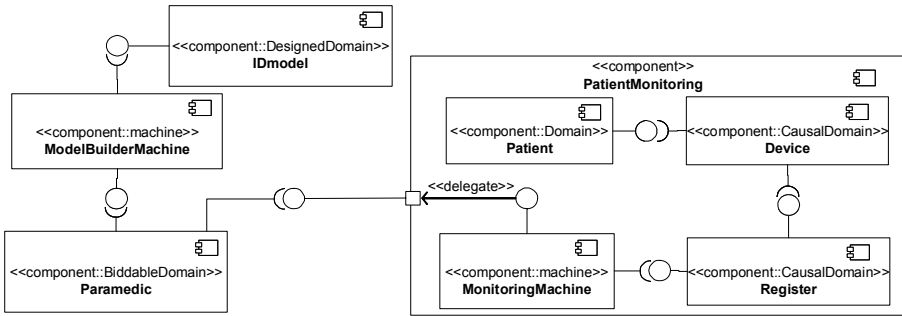 <<component::DesignedDomain>>
IDmodel
<<component::machine>>
ModelBuilderMachine
<<component::BiddableDomain>>
Paramedic
<<component>>
PatientMonitoring
<<component::Domain>>
Patient
<<component::CausalDomain>>
Device
<<delegate>>
<<component::machine>>
MonitoringMachine
<<component::CausalDomain>>
Register